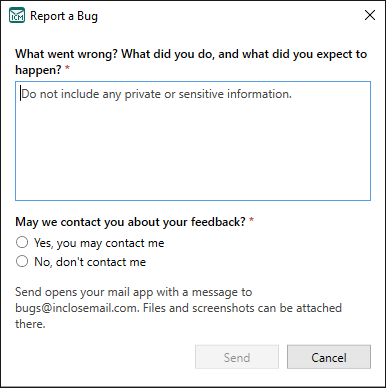 iCM Report a Bug
What went wrong? What did you do, and what did you expect to
happen? *
Do not include any private or sensitive information.
May we contact you about your feedback? *
Yes, you may contact me
No, don't contact me
Send opens your mail app with a message to
bugs@inclosemail.com. Files and screenshots can be attached
there.
Send Cancel